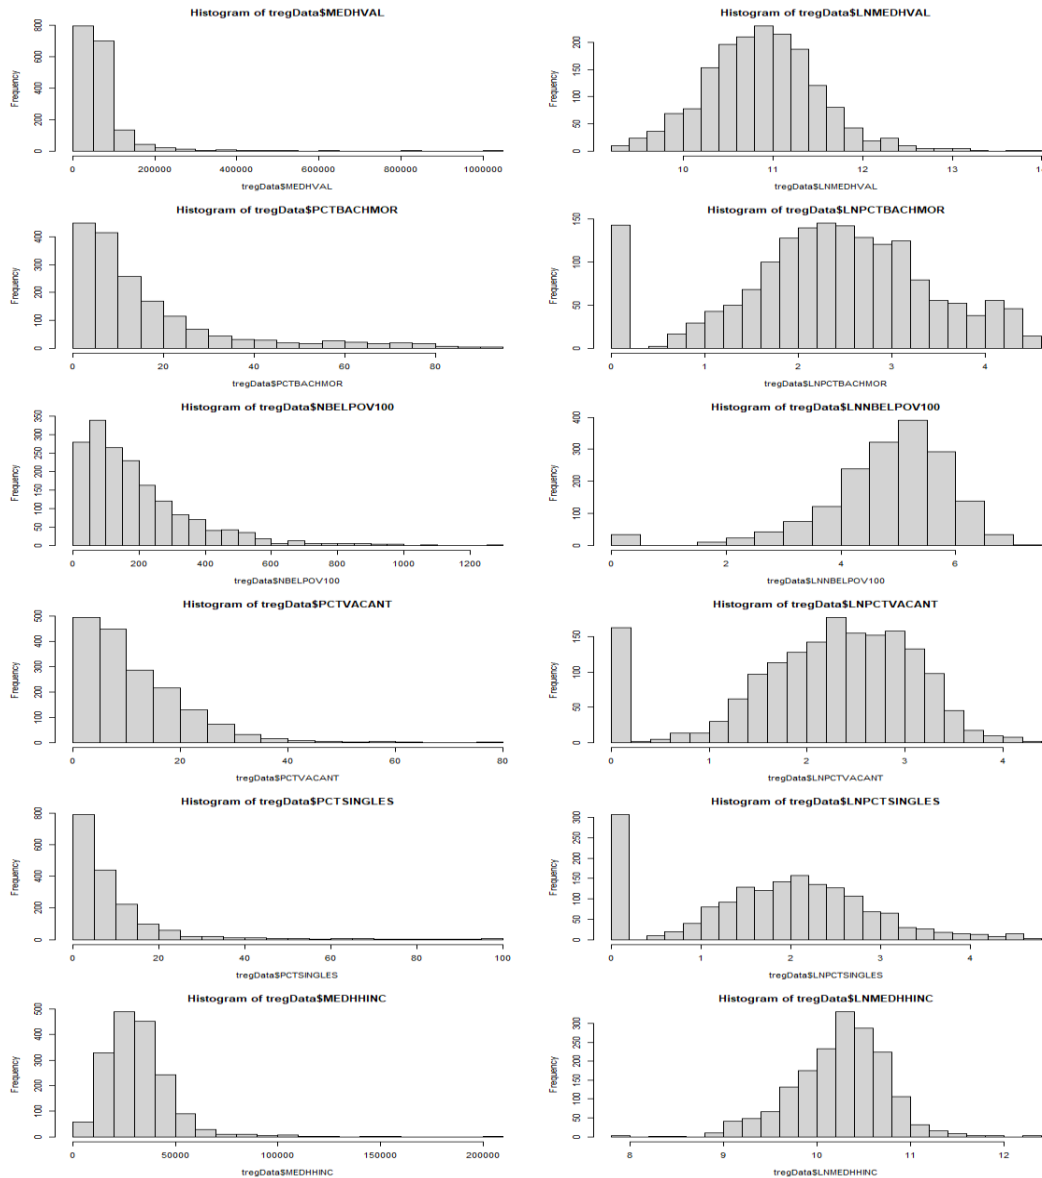 Histogram of tregData$MEDHVAL
Frequency
0 200 400 600 800
0 200000 400000 600000 800000 1000000
tregData$MEDHVAL
Histogram of tregData$LNMEDHVAL
Frequency
0 50 100 150 200
10 11 12 13
tregData$LNMEDHVAL
Histogram of tregData$PCTBACHMOR
Frequency
0 100 200 300 400
0 20 40 60 80
tregData$PCTBACHMOR
Histogram of tregData$LNPCTBACHMOR
Frequency
0 50 100 150
0 1 2 3 4
tregData$LNPCTBACHMOR
Histogram of tregData$NBELPOV100
Frequency
0 50 100 150 200 250 300 350
0 200 400 600 800 1000 1200
tregData$NBELPOV100
Histogram of tregData$LNNBELPOV100
Frequency
0 100 200 300 400
0 2 4 6
tregData$LNNBELPOV100
Histogram of tregData$PCTVACANT
Frequency
0 100 200 300 400 500
0 20 40 60 80
tregData$PCTVACANT
Histogram of tregData$LNPCTVACANT
Frequency
0 50 100 150
0 1 2 3 4
tregData$LNPCTVACANT
Histogram of tregData$PCTSINGLES
Frequency
0 200 400 600 800
0 20 40 60 80 100
tregData$PCTSINGLES
Histogram of tregData$LNPCTSINGLES
Frequency
0 50 100 150 200 250 300
0 1 2 3 4
tregData$LNPCTSINGLES
Histogram of tregData$MEDHHINC
Frequency
0 100 200 300 400 500
0 50000 100000 150000 200000
tregData$MEDHHINC
Histogram of tregData$LNMEDHHINC
Frequency
0 50 100 150 200 250 300
8 9 10 11 12
tregData$LNMEDHHINC